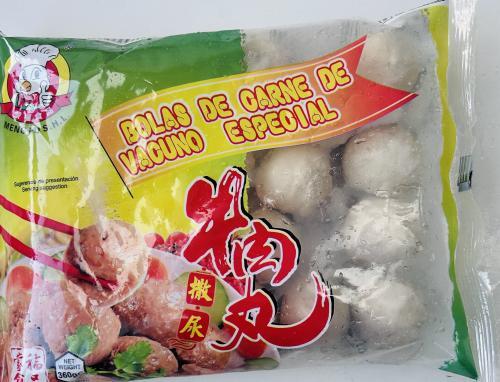 BOLAS DE CARNE DE
VACUNO ESPECIAL
Sugerencia de presentación
Serving suggestion
牛肉丸
撒尿
NET
WEIGHT
360g